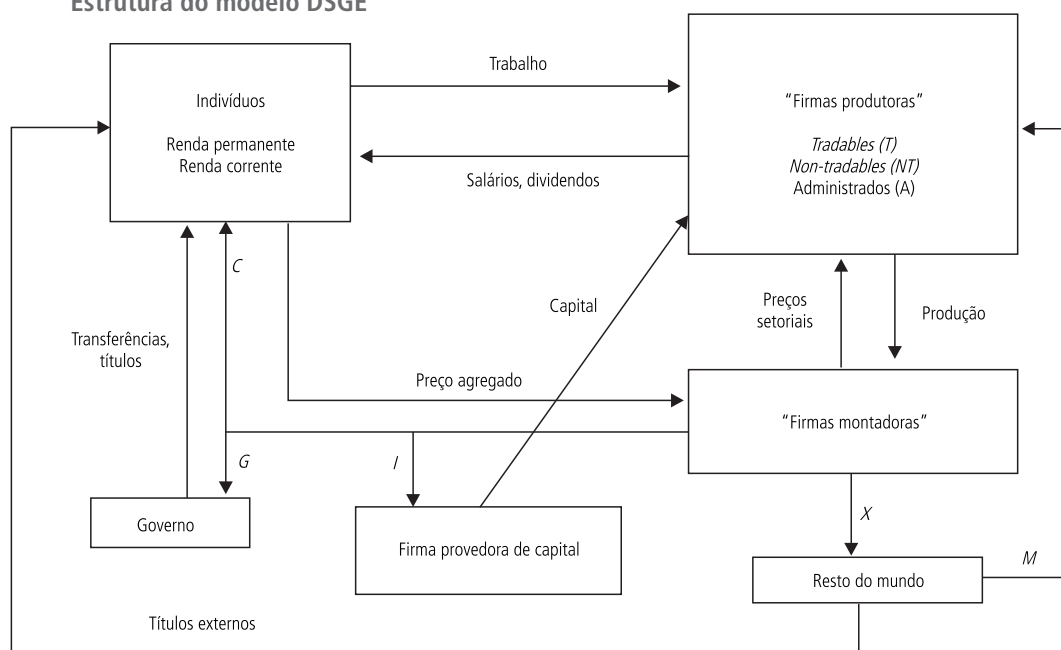 Estrutura do modelo DSGE
Indivíduos
Renda permanente
Renda corrente
Trabalho
"Firmas produtoras"
Tradables (T)
Non-tradables (NT)
Administrados (A)
Salários, dividendos
C
Capital
Preços
setoriais
Produção
Transferências,
títulos
Preço agregado
"Firmas montadoras"
G
I
Governo
Firma provedora de capital
X
Resto do mundo
M
Títulos externos